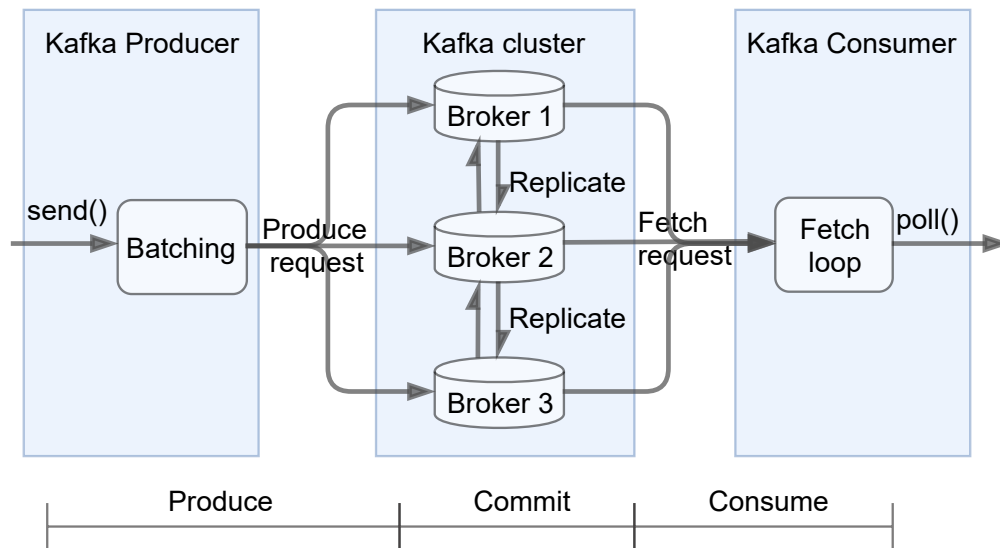 Kafka Producer
Kafka cluster
Kafka Consumer
Broker 1
Replicate
send()
Batching
Produce
request
Broker 2
Fetch
request
Fetch
loop
poll()
Replicate
Broker 3
Produce
Commit
Consume